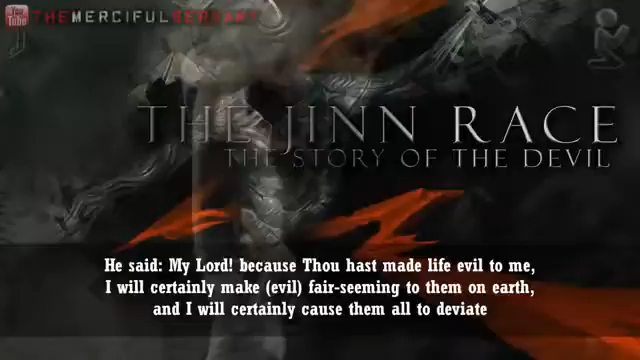 You Tube THEMERCIFULSERVANT
THE JINN RACE
THE STORY OF THE DEVIL
He said: My Lord! because Thou hast made life evil to me,
I will certainly make (evil) fair-seeming to them on earth,
and I will certainly cause them all to deviate